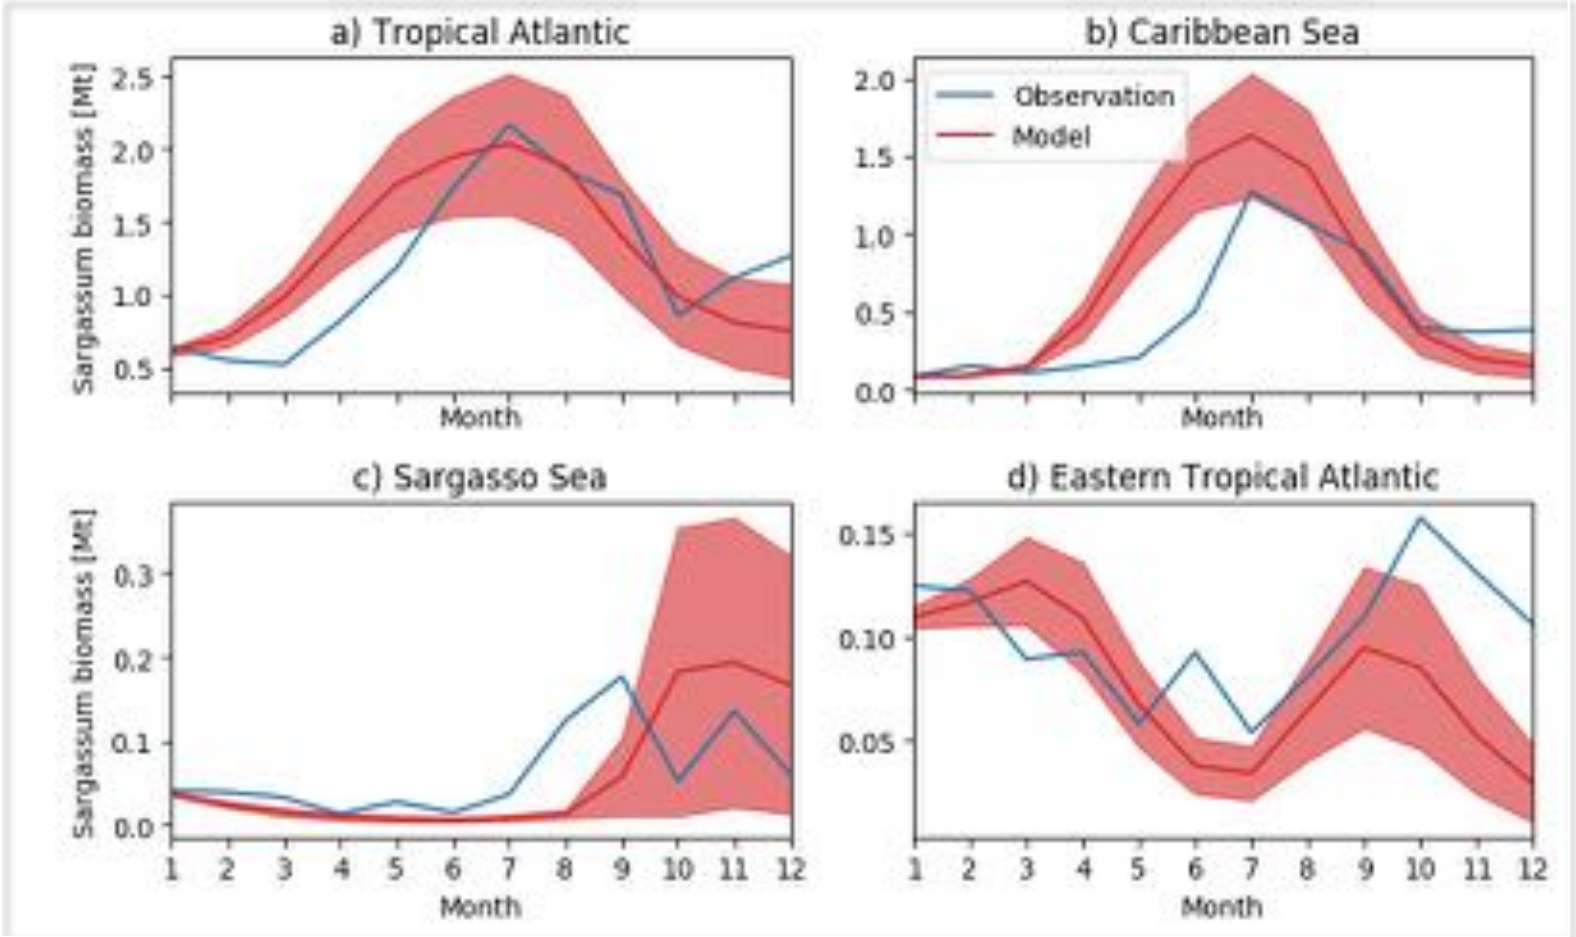 a) Tropical Atlantic
Sargassum biomass [Mt]
2.5
2.0
1.5
1.0
0.5
Month
b) Caribbean Sea
Observation
Model
2.0
1.5
1.0
0.5
0.0
Month
c) Sargasso Sea
Sargassum biomass [Mt]
0.3
0.2
0.1
0.0
1 2 3 4 5 6 7 8 9 10 11 12
Month
d) Eastern Tropical Atlantic
0.15
0.10
0.05
1 2 3 4 5 6 7 8 9 10 11 12
Month